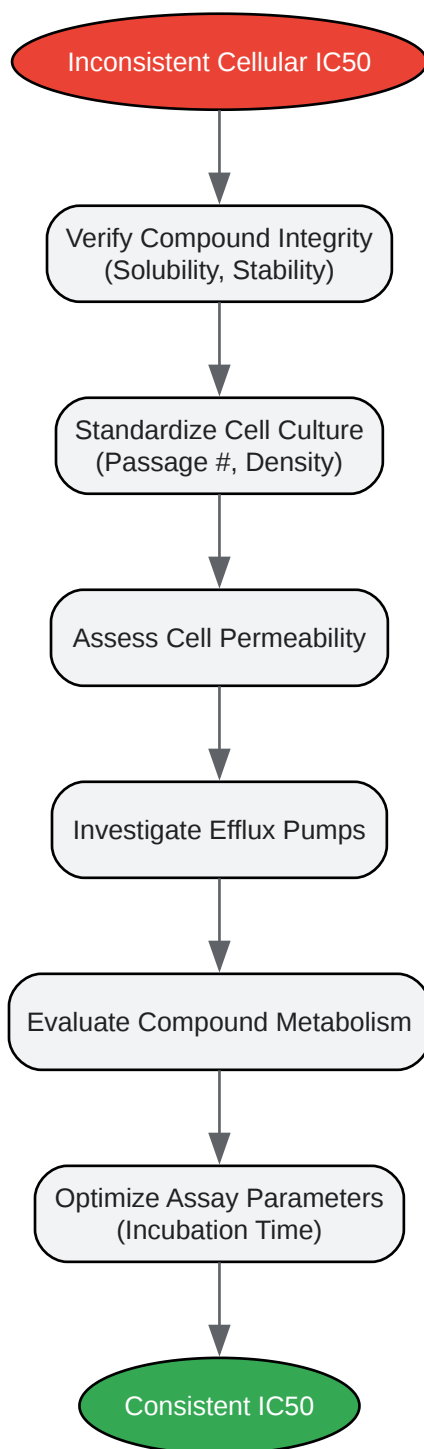 Inconsistent Cellular IC50
Verify Compound Integrity
(Solubility, Stability)
Standardize Cell Culture
(Passage #, Density)
Assess Cell Permeability
Investigate Efflux Pumps
Evaluate Compound Metabolism
Optimize Assay Parameters
(Incubation Time)
Consistent IC50